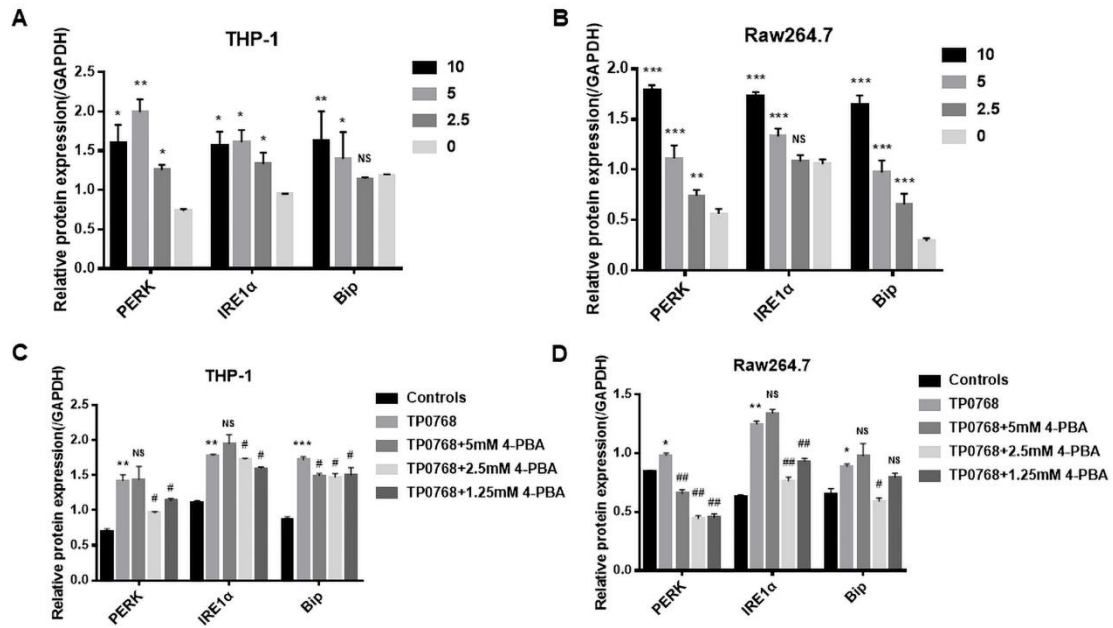 A
THP-1
Relative protein expression(/GAPDH)
2.5
2.0
1.5
1.0
0.5
0.0
*
**
*
*
*
*
**
*
NS
PERK
IRE1α
Bip
10
5
2.5
0
B
Raw264.7
Relative protein expression(/GAPDH)
2.0
1.5
1.0
0.5
0.0
***
***
**
***
***
NS
***
***
***
PERK
IRE1α
Bip
10
5
2.5
0
C
THP-1
Relative protein expression(/GAPDH)
2.5
2.0
1.5
1.0
0.5
0.0
**
NS
#
#
**
NS
#
#
***
#
#
#
PERK
IRE1α
Bip
Controls
TP0768
TP0768+5mM 4-PBA
TP0768+2.5mM 4-PBA
TP0768+1.25mM 4-PBA
D
Raw264.7
Relative protein expression(/GAPDH)
1.5
1.0
0.5
0.0
*
##
##
##
**
NS
##
##
*
NS
#
NS
PERK
IRE1α
Bip
Controls
TP0768
TP0768+5mM 4-PBA
TP0768+2.5mM 4-PBA
TP0768+1.25mM 4-PBA